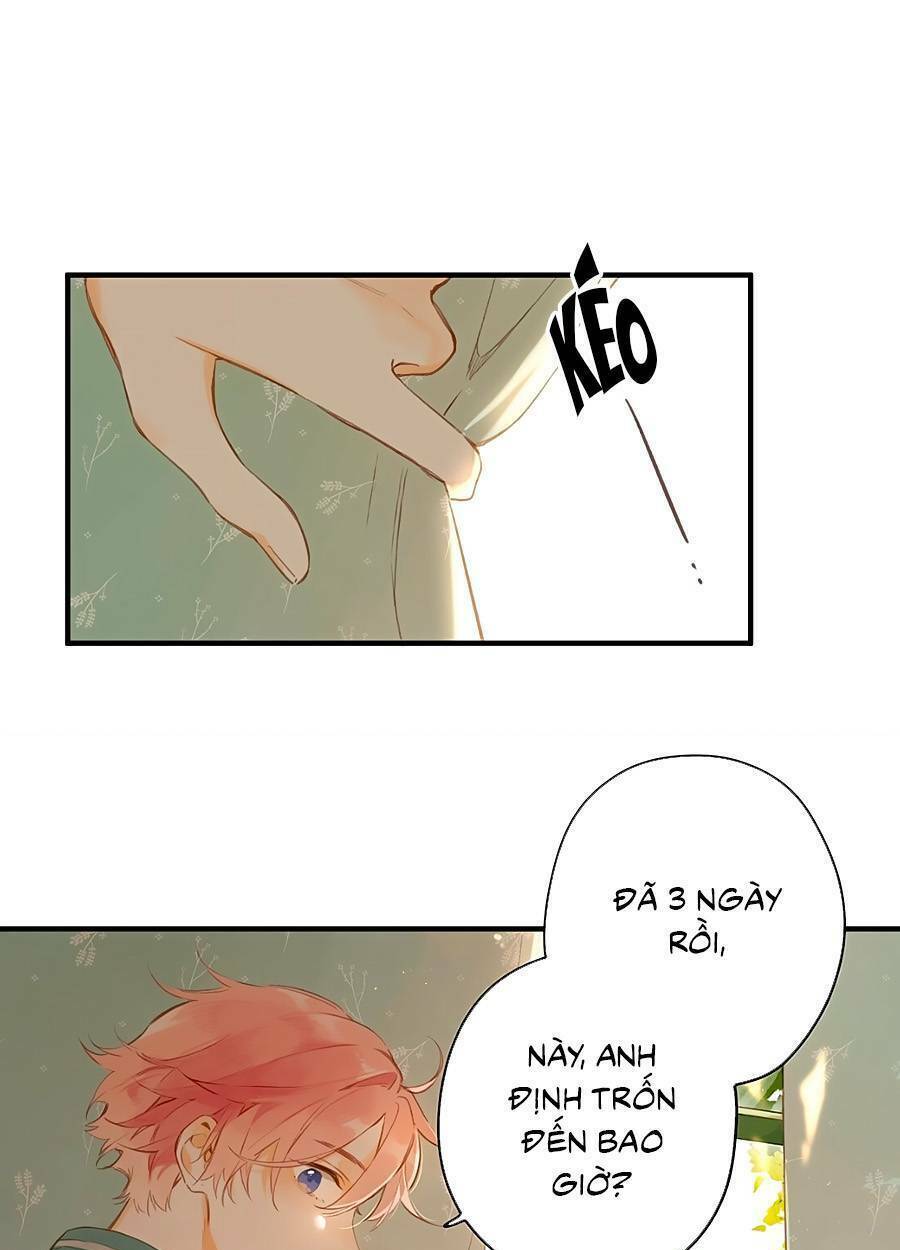 KÉO
ĐÃ 3 NGÀY
RỒI,
NÀY, ANH
ĐỊNH TRỐN
ĐẾN BAO
GIỜ?